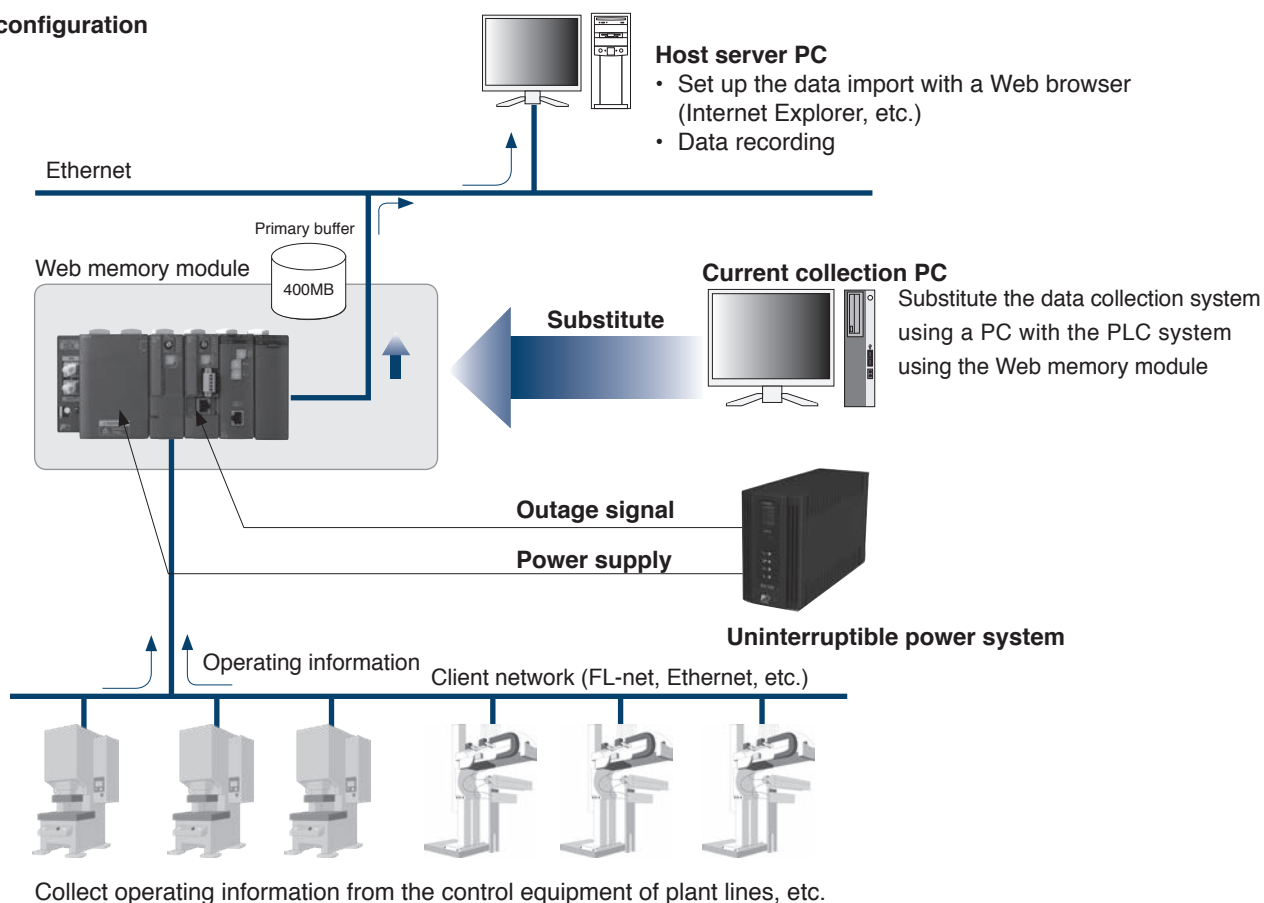 configuration
Host server PC
・ Set up the data import with a Web browser
(Internet Explorer, etc.)
・ Data recording
Ethernet
Primary buffer
400MB
Web memory module
Current collection PC
Substitute the data collection system
using a PC with the PLC system
using the Web memory module
Substitute
Outage signal
Power supply
Uninterruptible power system
Operating information
Client network (FL-net, Ethernet, etc.)
Collect operating information from the control equipment of plant lines, etc.